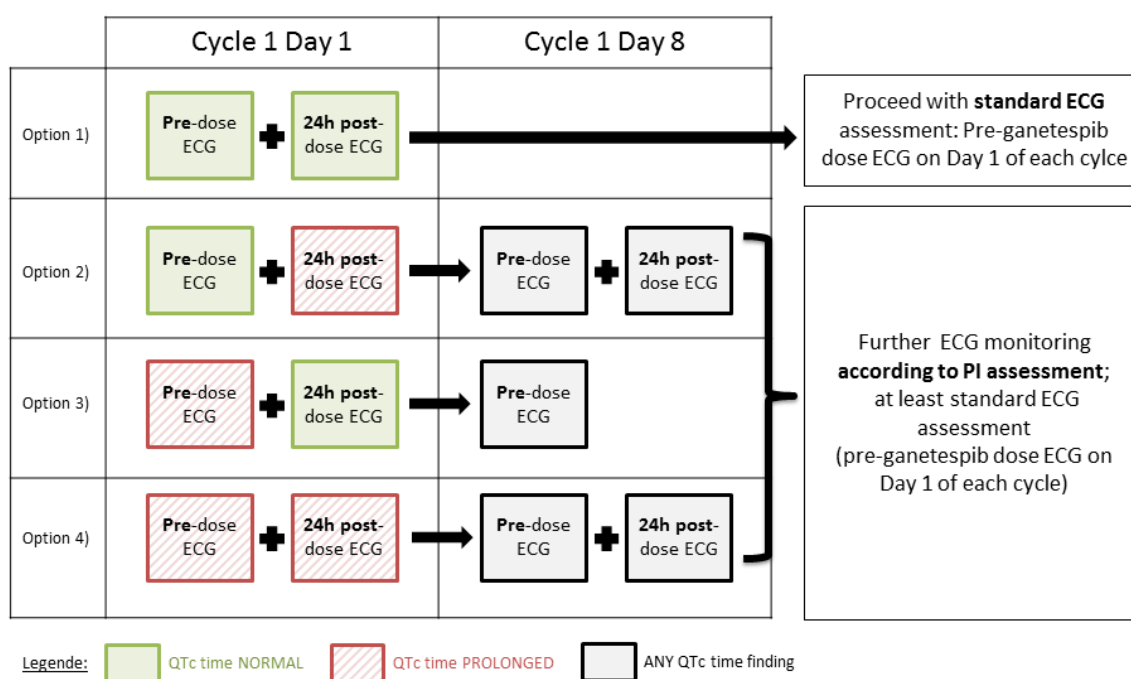 Cycle 1 Day 1
Cycle 1 Day 8
Option 1)
Pre-dose
ECG
24h post-
dose ECG
Proceed with standard ECG
assessment: Pre-ganetespib
dose ECG on Day 1 of each cylce
Option 2)
Pre-dose
ECG
24h post-
dose ECG
Pre-dose
ECG
24h post-
dose ECG
Option 3)
Pre-dose
ECG
24h post-
dose ECG
Pre-dose
ECG
Option 4)
Pre-dose
ECG
24h post-
dose ECG
Pre-dose
ECG
24h post-
dose ECG
Further ECG monitoring
according to PI assessment;
at least standard ECG
assessment
(pre-ganetespib dose ECG on
Day 1 of each cycle)
Legende:
QTc time NORMAL
QTc time PROLONGED
ANY QTc time finding